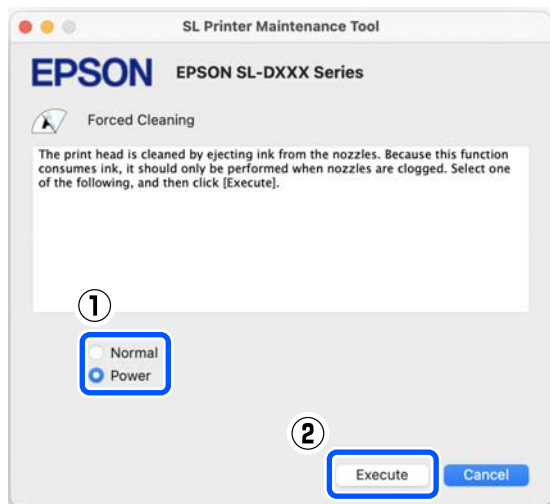 SL Printer Maintenance Tool
EPSON EPSON SL-DXXX Series
Forced Cleaning
The print head is cleaned by ejecting ink from the nozzles. Because this function
consumes ink, it should only be performed when nozzles are clogged. Select one
of the following, and then click [Execute].
①
Normal
Power
②
Execute Cancel